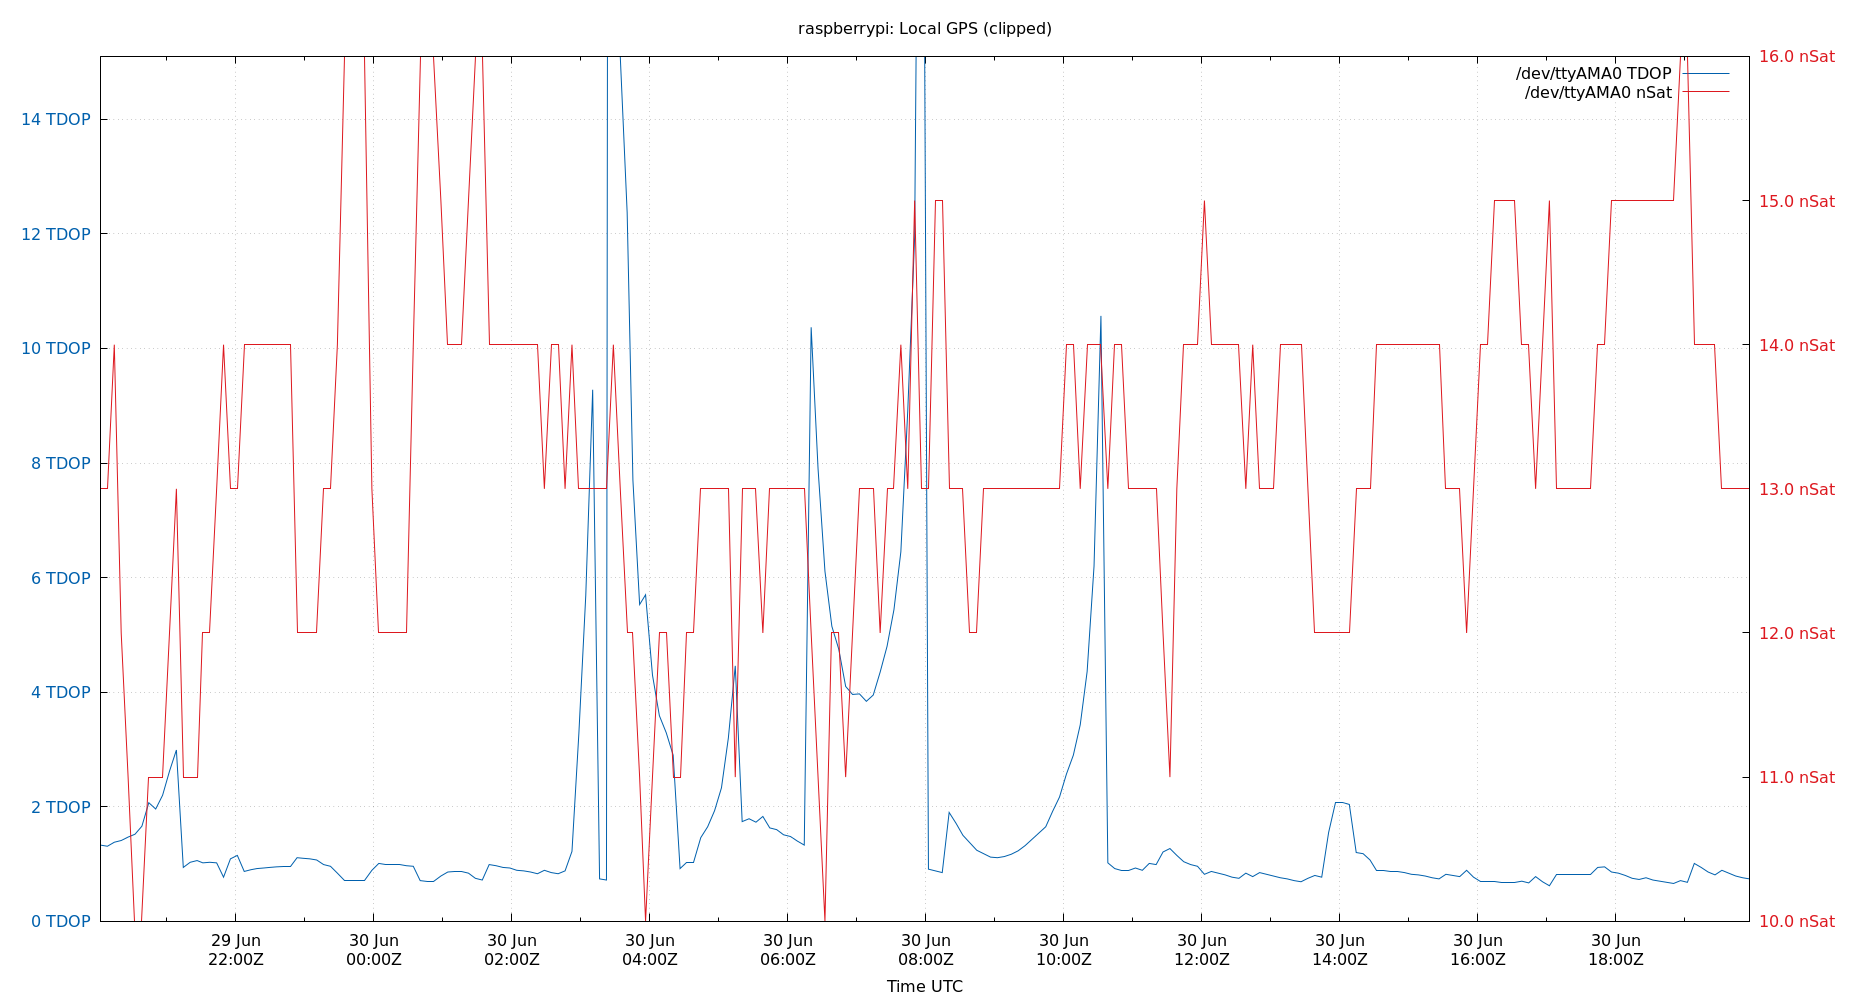 raspberrypi: Local GPS (clipped)
/dev/ttyAMA0 TDOP
/dev/ttyAMA0 nSat
14 TDOP
12 TDOP
10 TDOP
8 TDOP
6 TDOP
4 TDOP
2 TDOP
0 TDOP
16.0 nSat
15.0 nSat
14.0 nSat
13.0 nSat
12.0 nSat
11.0 nSat
10.0 nSat
29 Jun
22:00Z
30 Jun
00:00Z
30 Jun
02:00Z
30 Jun
04:00Z
30 Jun
06:00Z
30 Jun
08:00Z
30 Jun
10:00Z
30 Jun
12:00Z
30 Jun
14:00Z
30 Jun
16:00Z
30 Jun
18:00Z
Time UTC